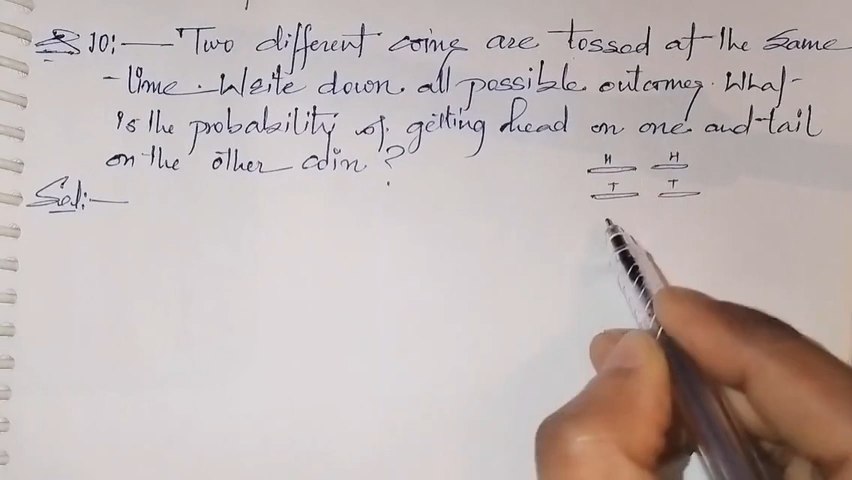 10:— Two different coins are tossed at the same
time. Write down all possible outcomes. What
is the probability of getting head on one and tail
on the other coin?
H H
Sol:—
T T